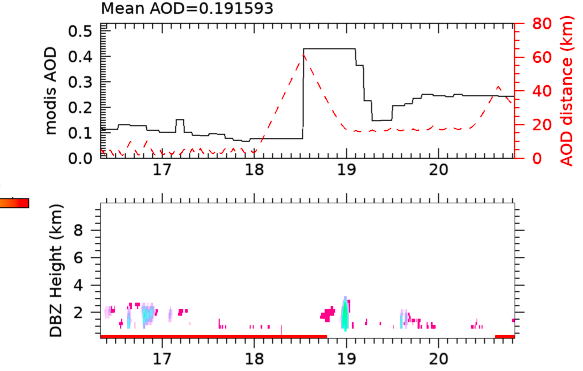 Mean AOD=0.191593
modis AOD
0.5
0.4
0.3
0.2
0.1
0.0
80
60
40
20
0
AOD distance (km)
17 18 19 20
DBZ Height (km)
8
6
4
2
17 18 19 20